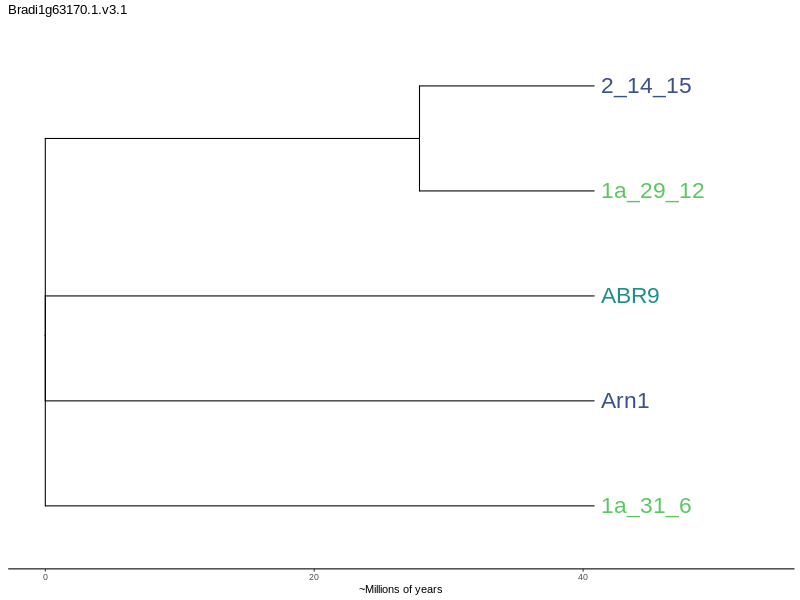 Bradi1g63170.1.v3.1
2_14_15
1a_29_12
ABR9
Arn1
1a_31_6
0 20 40
~Millions of years